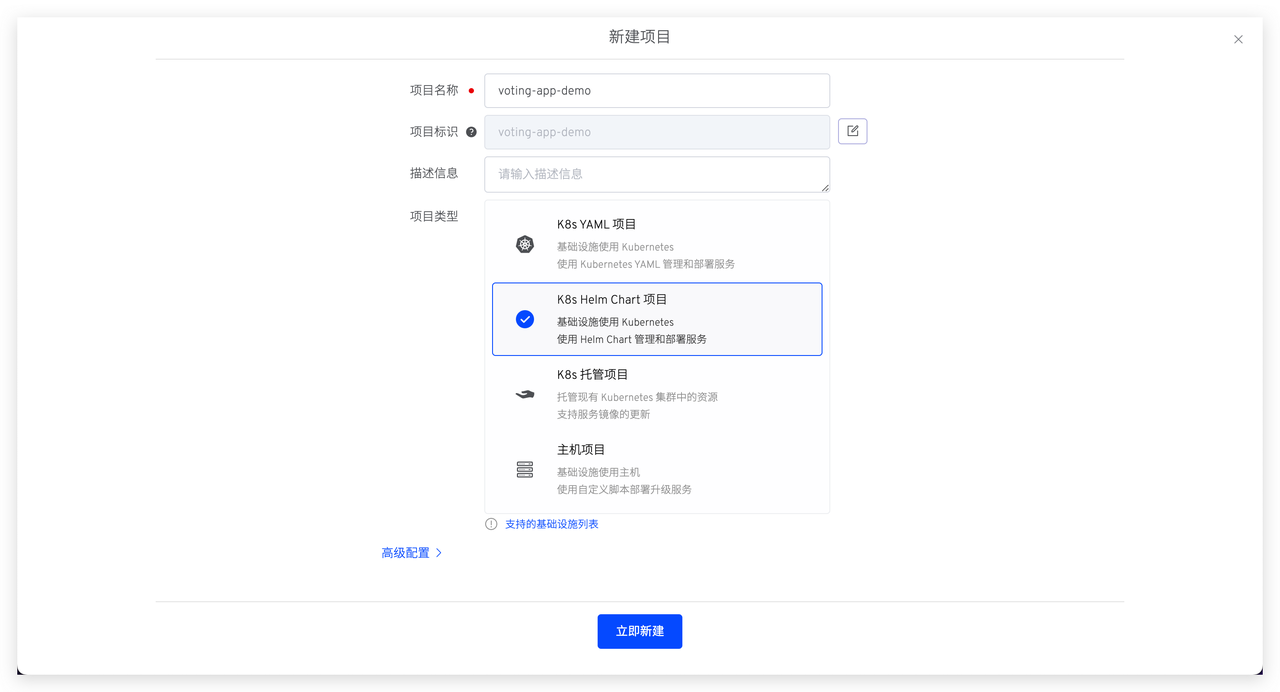 新建项目
项目名称
voting-app-demo
项目标识 ?
voting-app-demo
描述信息
请输入描述信息
项目类型
K8s YAML 项目
基础设施使用 Kubernetes
使用 Kubernetes YAML 管理和部署服务
K8s Helm Chart 项目
基础设施使用 Kubernetes
使用 Helm Chart 管理和部署服务
K8s 托管项目
托管现有 Kubernetes 集群中的资源
支持服务镜像的更新
主机项目
基础设施使用主机
使用自定义脚本部署升级服务
支持的基础设施列表
高级配置
立即新建